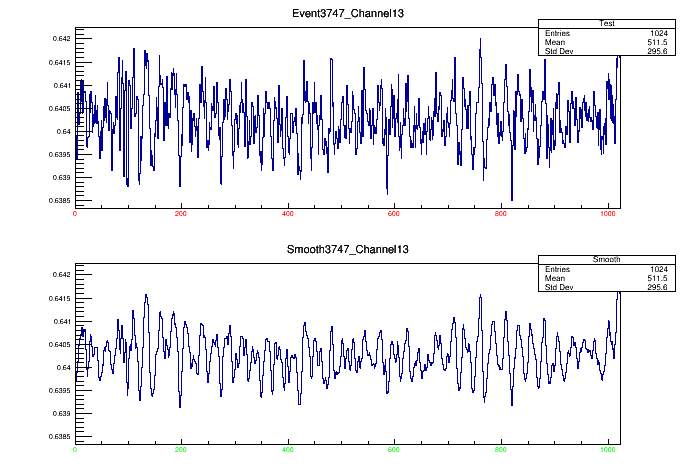 Event3747_Channel13
Test
Entries 1024
Mean 511.5
Std Dev 295.6
0.642
0.6415
0.641
0.6405
0.64
0.6395
0.639
0.6385
0 200 400 600 800 1000
Smooth3747_Channel13
Smooth
Entries 1024
Mean 511.5
Std Dev 295.6
0.642
0.6415
0.641
0.6405
0.64
0.6395
0.639
0.6385
0 200 400 600 800 1000